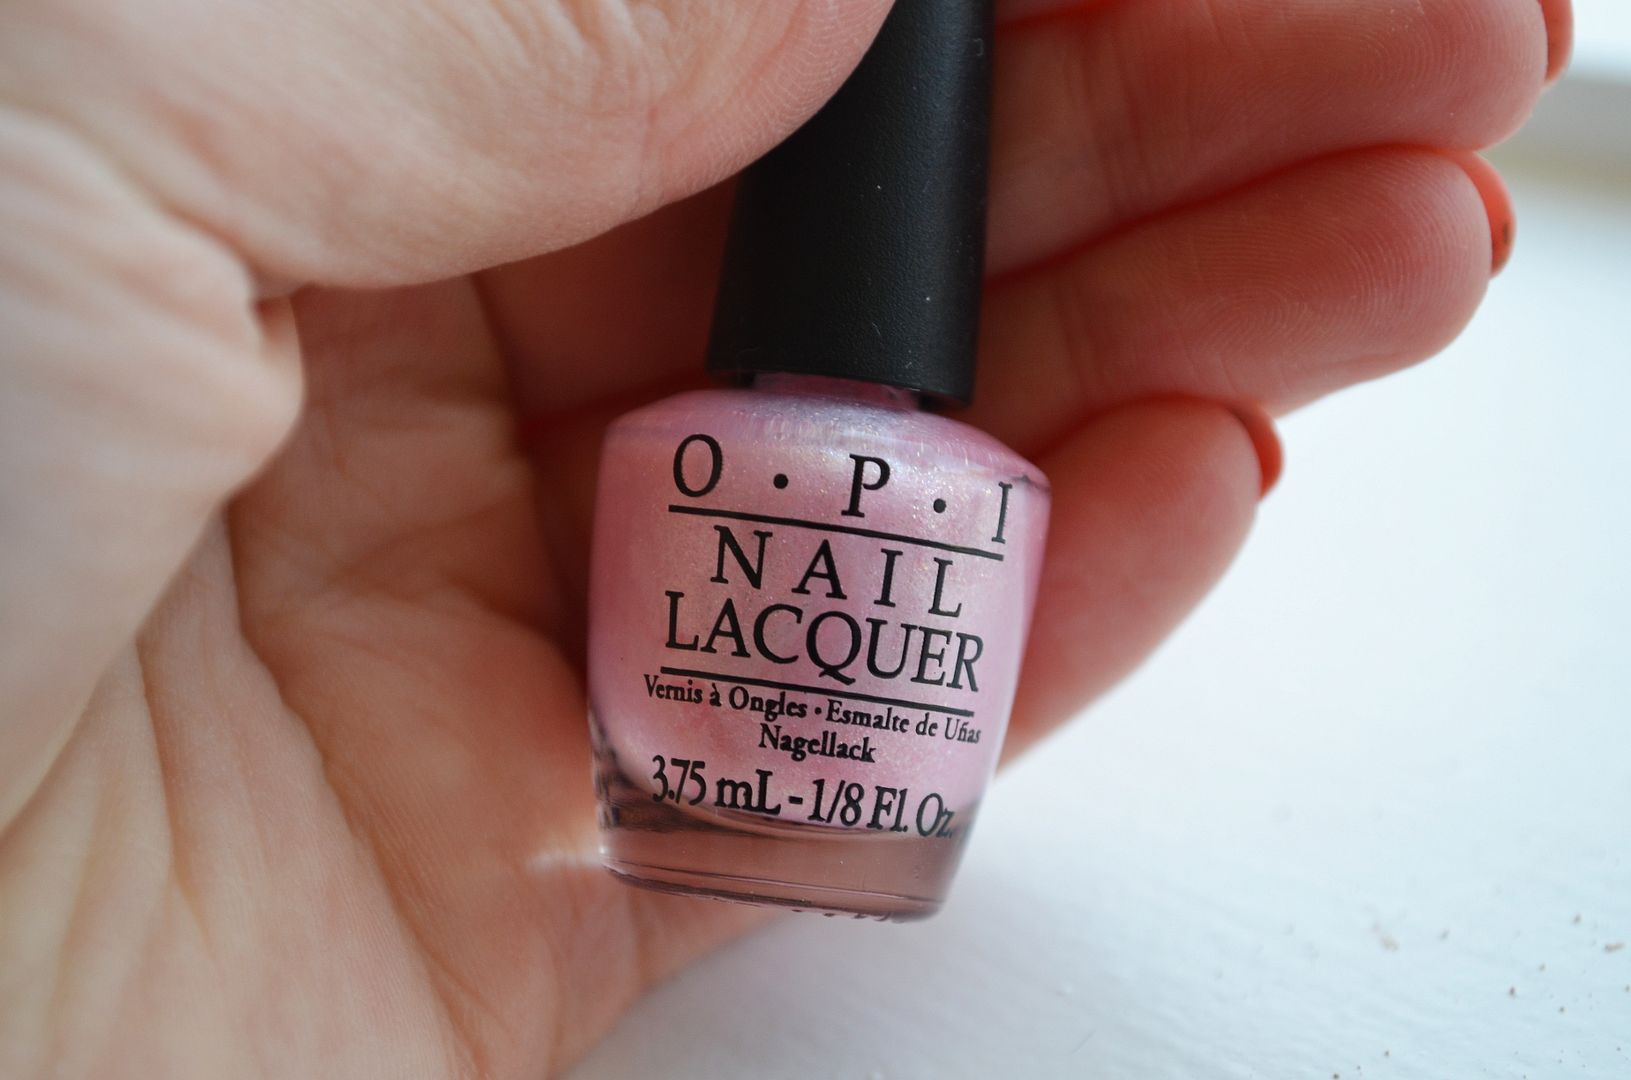 O • P • I
NAIL
LACQUER
Vernis à Ongles • Esmalte de Uñas
Nagellack
3.75 mL - 1/8 Fl. Oz.